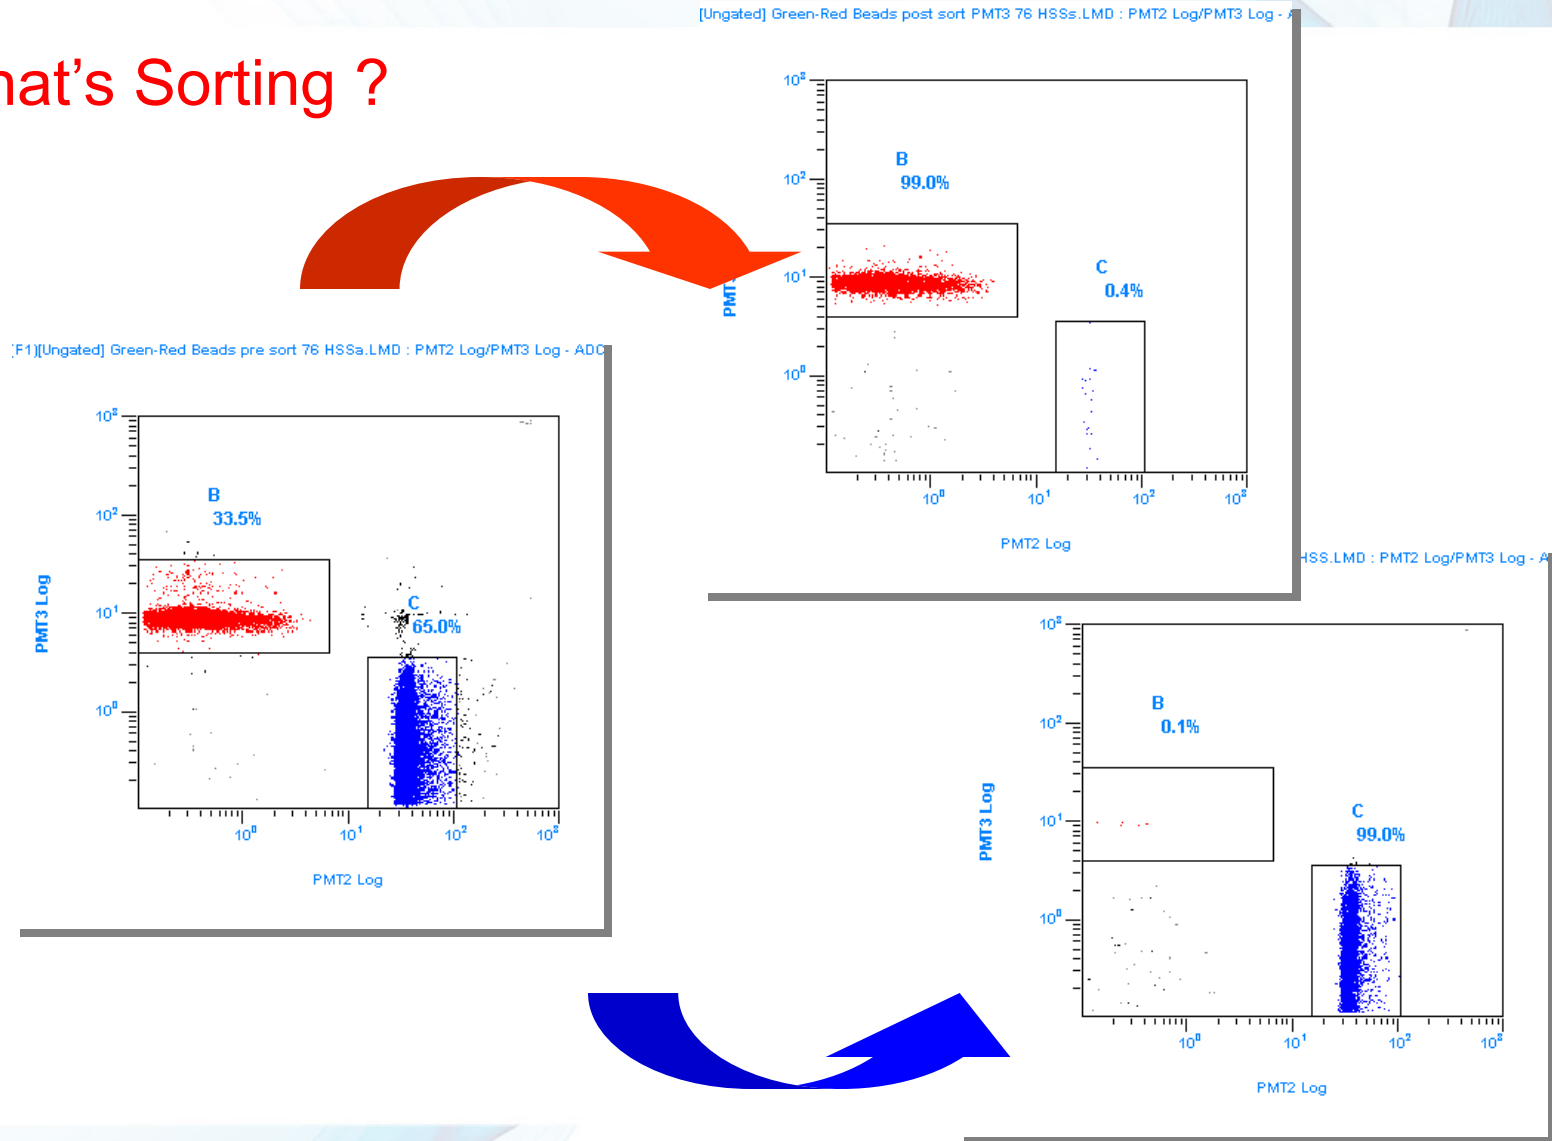 [Ungated] Green-Red Beads post sort PMT3 76 HSSs.LMD : PMT2 Log/PMT3 Log -
hat's Sorting ?
10³
B
99.0%
10²
C
0.4%
10¹
10⁰
10⁰ 10¹ 10² 10³
PMT2 Log
(F1)[Ungated] Green-Red Beads pre sort 76 HSSa.LMD : PMT2 Log/PMT3 Log - ADC
10³
B
33.5%
10²
PMT3 Log
C
65.0%
10¹
10⁰
10⁰ 10¹ 10² 10³
PMT2 Log
HSS.LMD : PMT2 Log/PMT3 Log - A
10³
B
0.1%
10²
PMT3 Log
C
99.0%
10¹
10⁰
10⁰ 10¹ 10² 10³
PMT2 Log